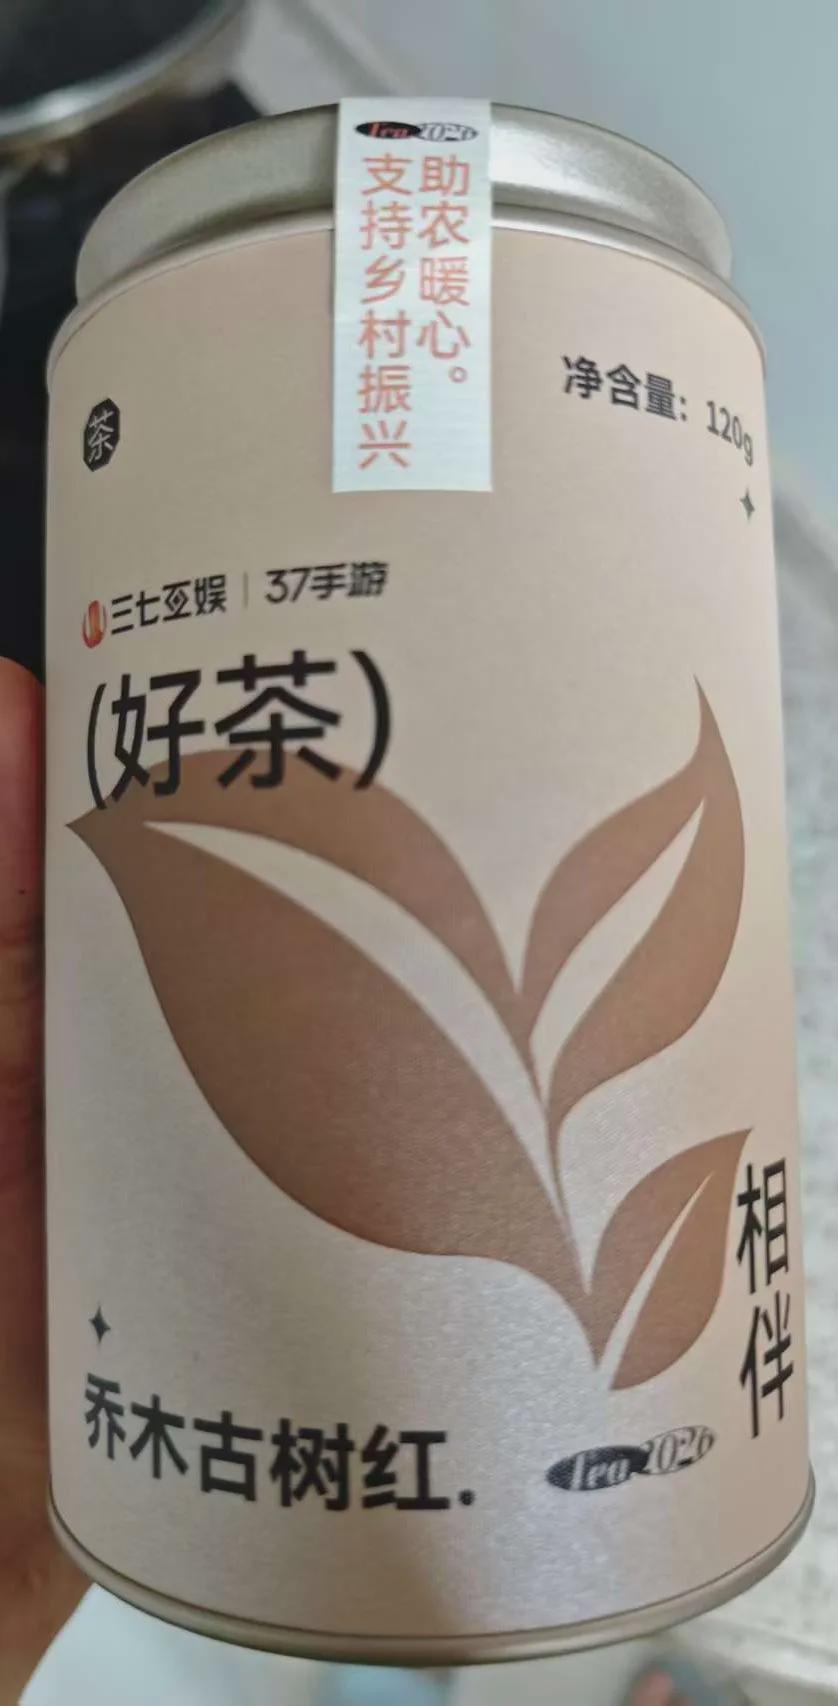 Tea 2026
助农暖心。
支持乡村振兴
净含量：120g
茶
三七互娱 | 37手游
(好茶)
相伴
乔木古树红.
Tea 2026